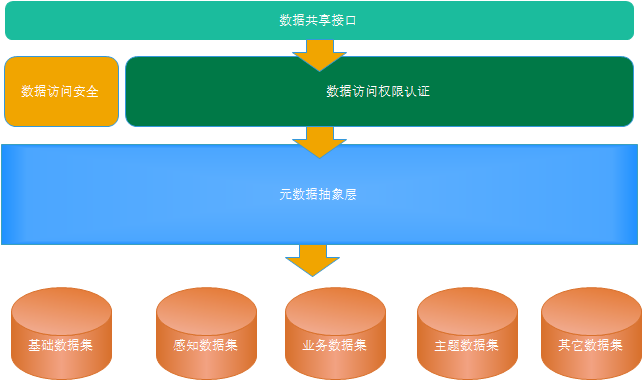 数据共享接口
数据访问安全
数据访问权限认证
元数据抽象层
基础数据集
感知数据集
业务数据集
主题数据集
其它数据集